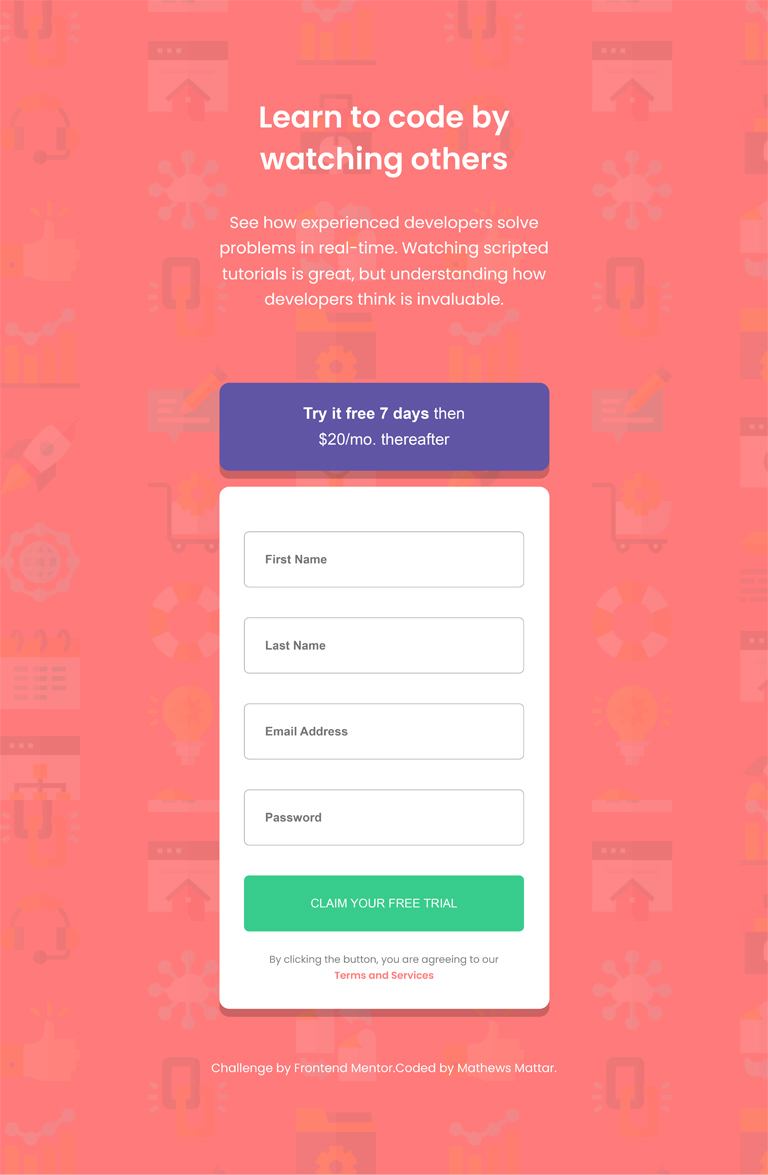 Learn to code by
watching others
See how experienced developers solve
problems in real-time. Watching scripted
tutorials is great, but understanding how
developers think is invaluable.
Try it free 7 days then
$20/mo. thereafter
First Name
Last Name
Email Address
Password
CLAIM YOUR FREE TRIAL
By clicking the button, you are agreeing to our
Terms and Services
Challenge by Frontend Mentor.Coded by Mathews Mattar.